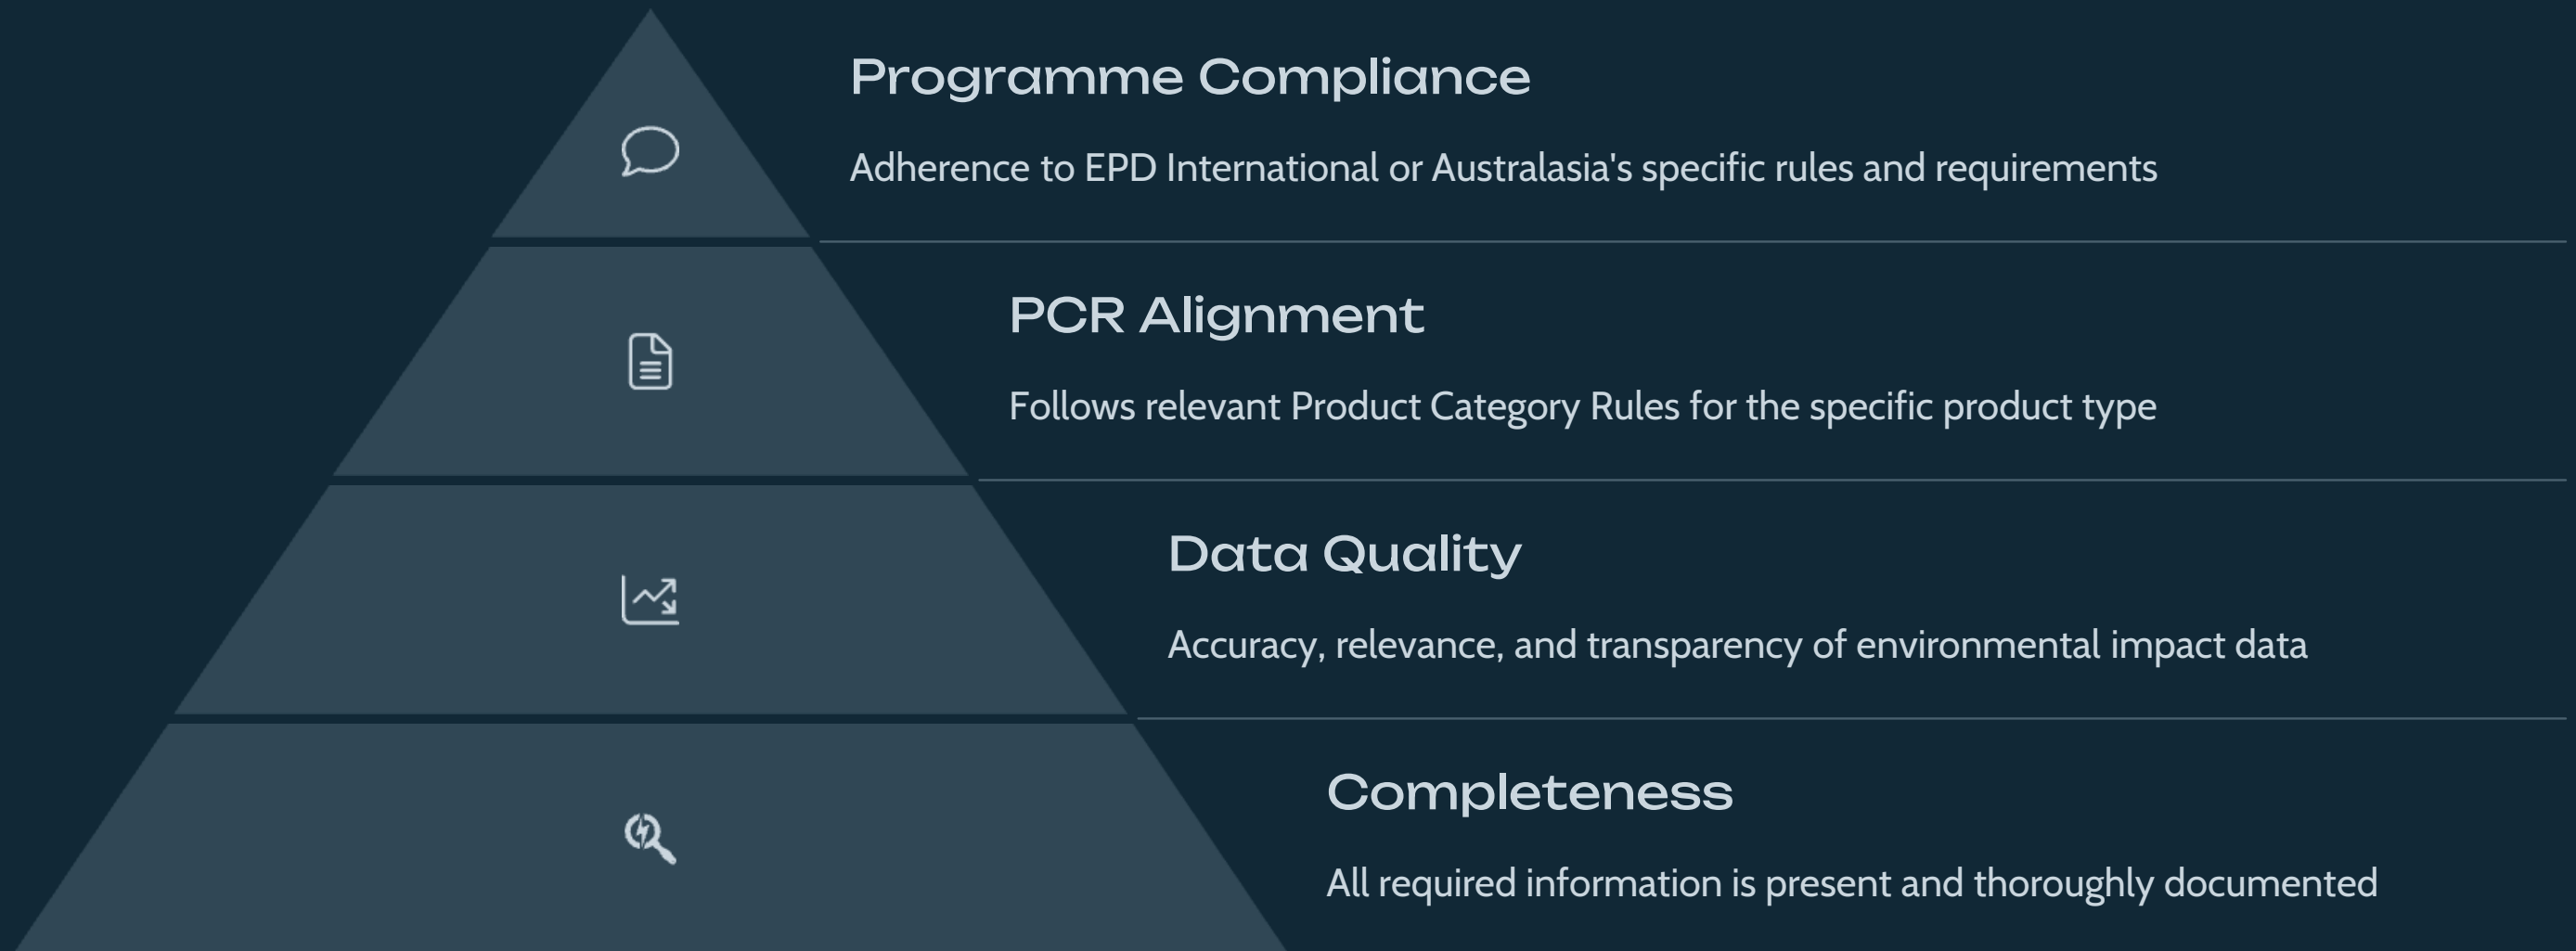 Programme Compliance
Adherence to EPD International or Australasia's specific rules and requirements
PCR Alignment
Follows relevant Product Category Rules for the specific product type
Data Quality
Accuracy, relevance, and transparency of environmental impact data
Completeness
All required information is present and thoroughly documented